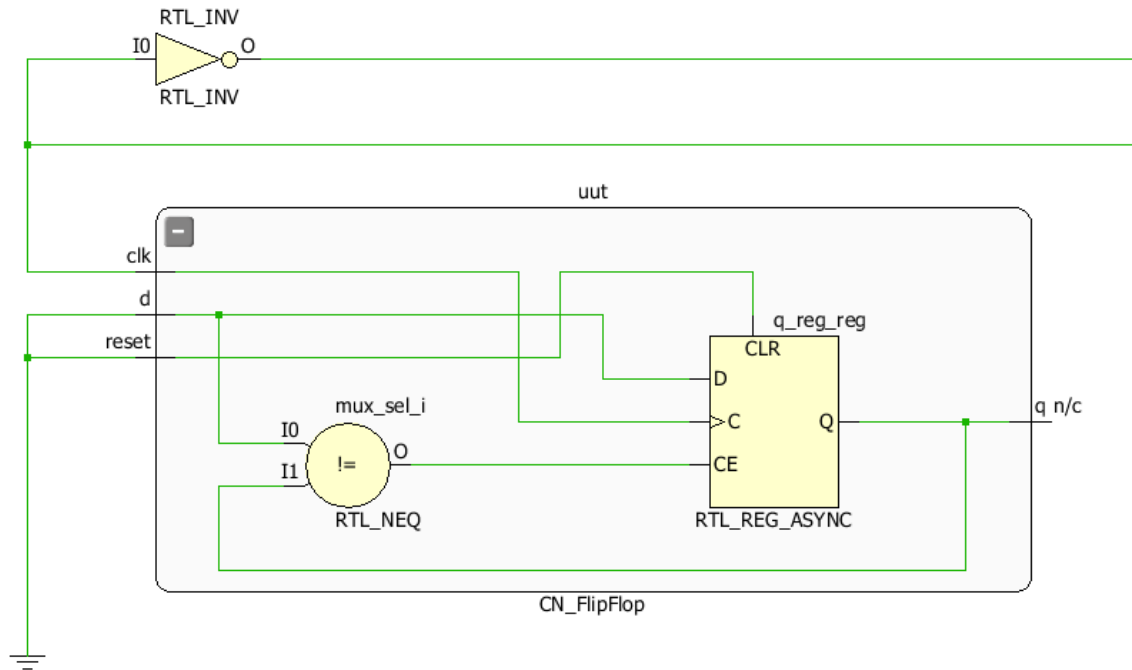 RTL_INV
I0 O
RTL_INV
uut
clk
d
reset
q_reg_reg
CLR
D
mux_sel_i
C Q
q n/c
I0
O
!=
CE
I1
RTL_NEQ
RTL_REG_ASYNC
CN_FlipFlop